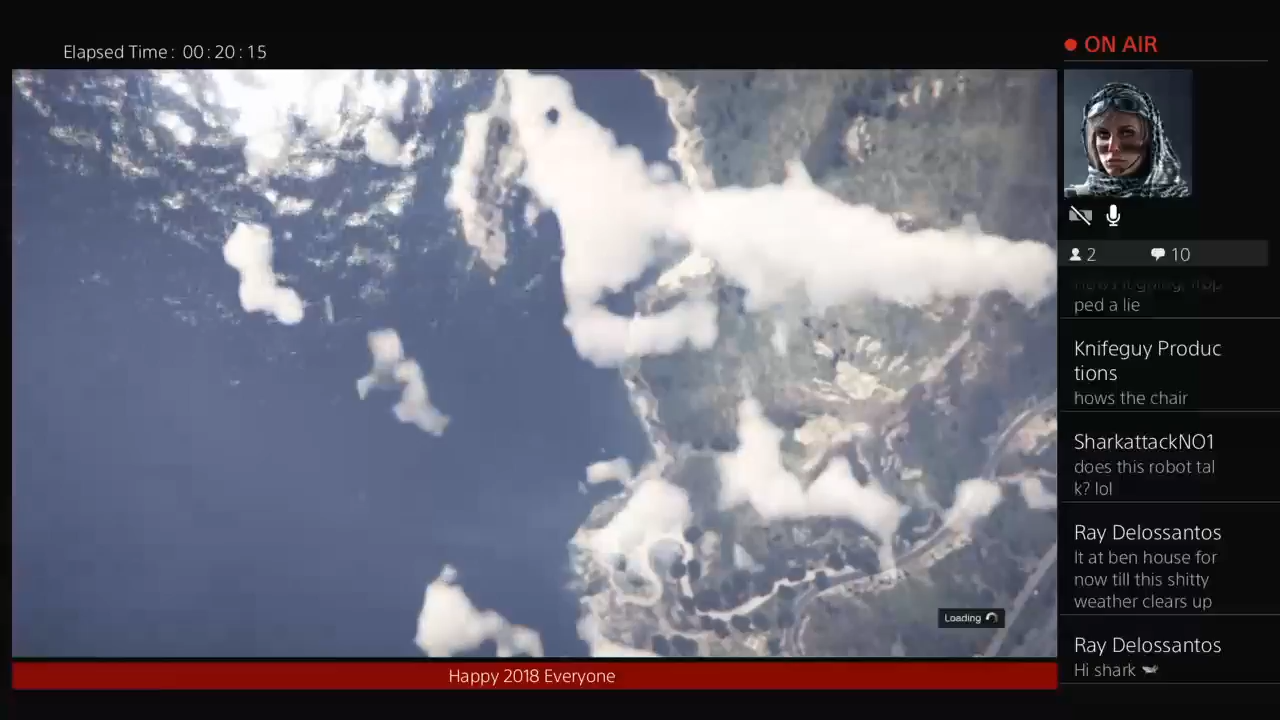 Elapsed Time: 00:20:15
ON AIR
2
10
ped a lie
Knifeguy Produc
tions
hows the chair
SharkattackNO1
does this robot tal
k? lol
Ray Delossantos
It at ben house for
now till this shitty
weather clears up
Ray Delossantos
Hi shark
Loading
Happy 2018 Everyone